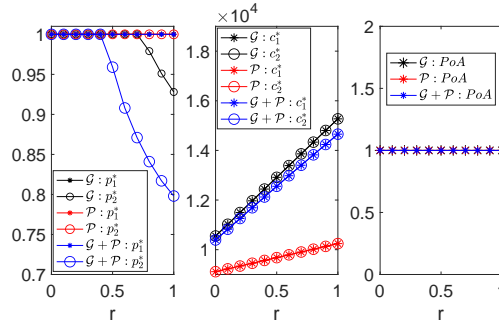 ×10⁴
1
0.95
0.9
0.85
0.8
0.75
0.7
𝒢 : p₁*
𝒢 : p₂*
𝒫 : p₁*
𝒫 : p₂*
𝒢 + 𝒫 : p₁*
𝒢 + 𝒫 : p₂*
0 0.5 1
r
1.8
1.6
1.4
1.2
1
𝒢 : c₁*
𝒢 : c₂*
𝒫 : c₁*
𝒫 : c₂*
𝒢 + 𝒫 : c₁*
𝒢 + 𝒫 : c₂*
0 0.5 1
r
2
1.5
1
0.5
0
𝒢 : PoA
𝒫 : PoA
𝒢 + 𝒫 : PoA
0 0.5 1
r